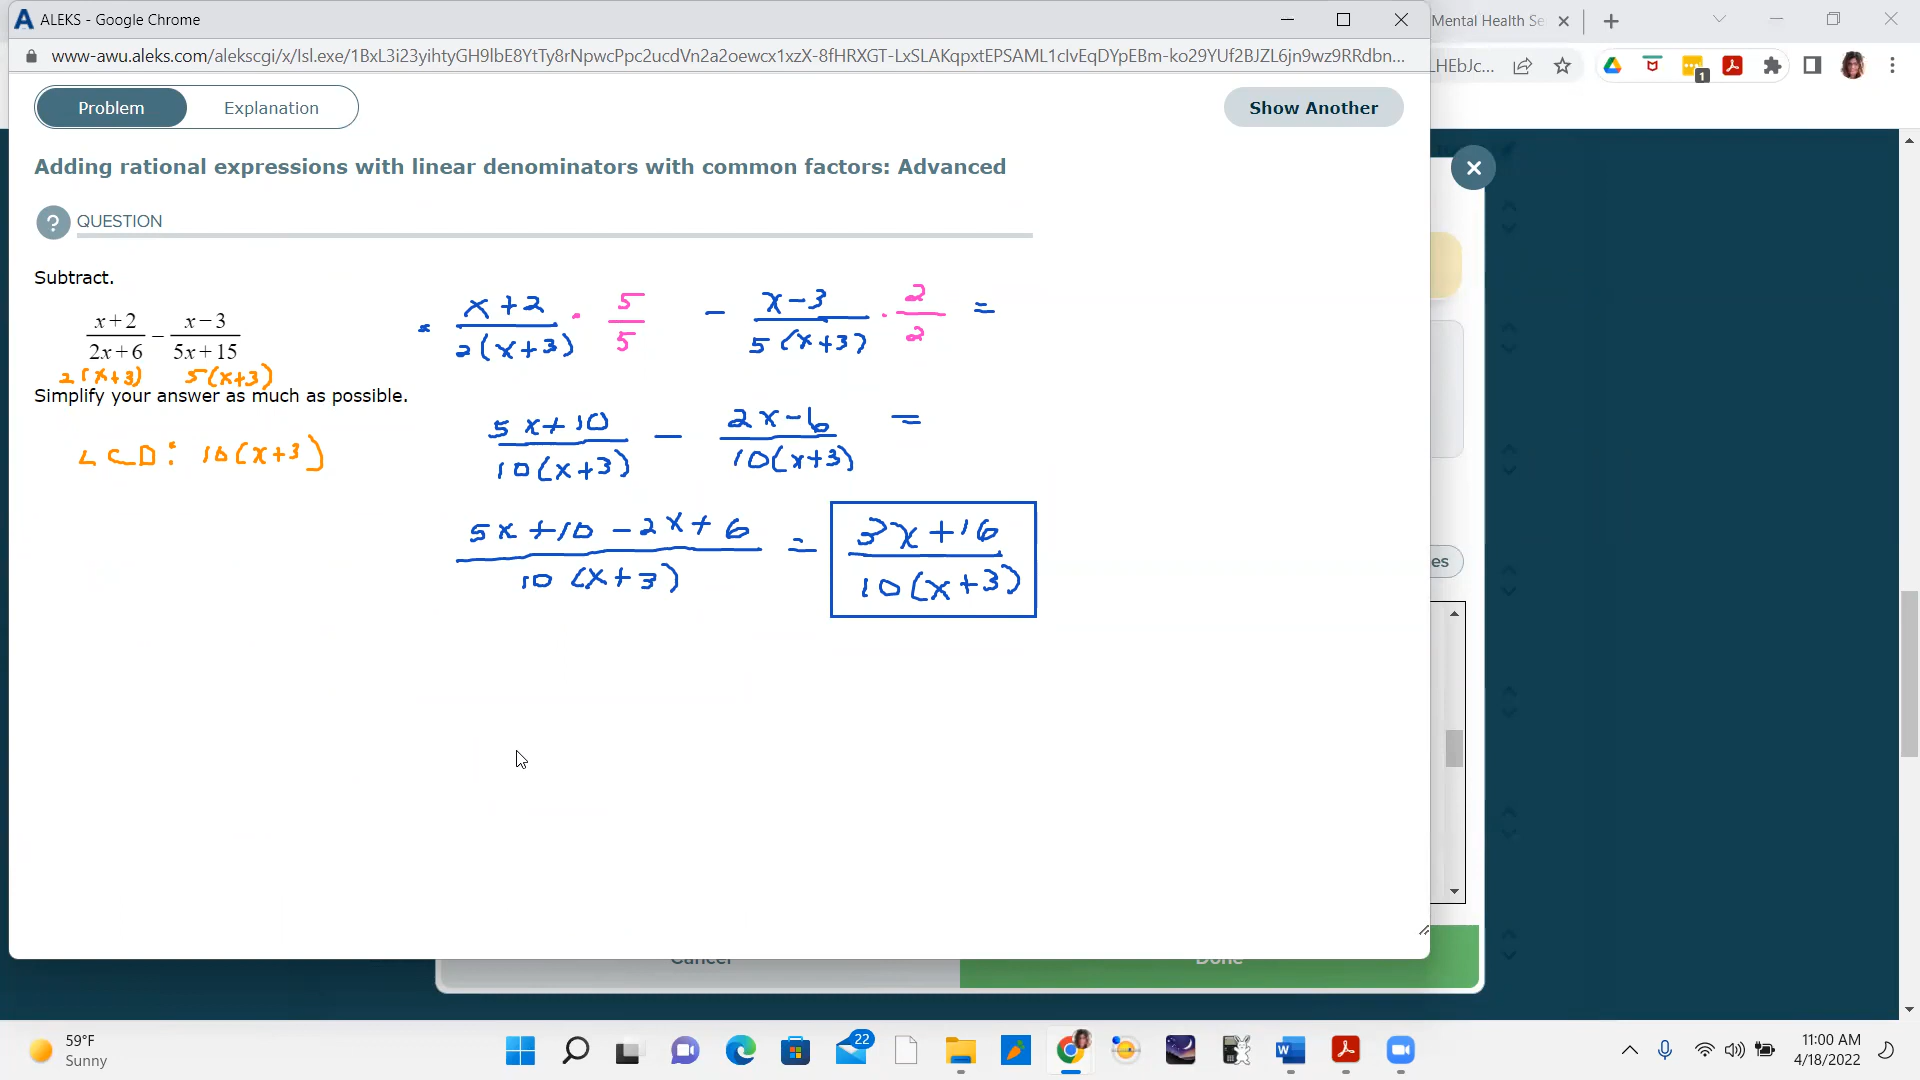 ALEKS - Google Chrome
Mental Health Se
www-awu.aleks.com/alekscgi/x/Isl.exe/1BxL3i23yihtyGH9lbE8YtTy8rNpwcPpc2ucdVn2a2oewcx1xzX-8fHRXGT-LxSLAKqpxtEPSAML1cIvEqDYpEBm-ko29YUf2BJZL6jn9wz9RRdbn...
LHEbJc...
1
Problem
Explanation
Show Another
Adding rational expressions with linear denominators with common factors: Advanced
? QUESTION
Subtract.
x+2 / 2x+6 − x−3 / 5x+15
2(x+3) 5(x+3)
Simplify your answer as much as possible.
LCD: 10(x+3)
x+2 / 2(x+3) · 5/5 − x−3 / 5(x+3) · 2/2 =
5x+10 / 10(x+3) − 2x-6 / 10(x+3) =
5x+10-2x+6 / 10(x+3) = 3x+16 / 10(x+3)
es
Cancel
Done
59°F
Sunny
22
11:00 AM
4/18/2022